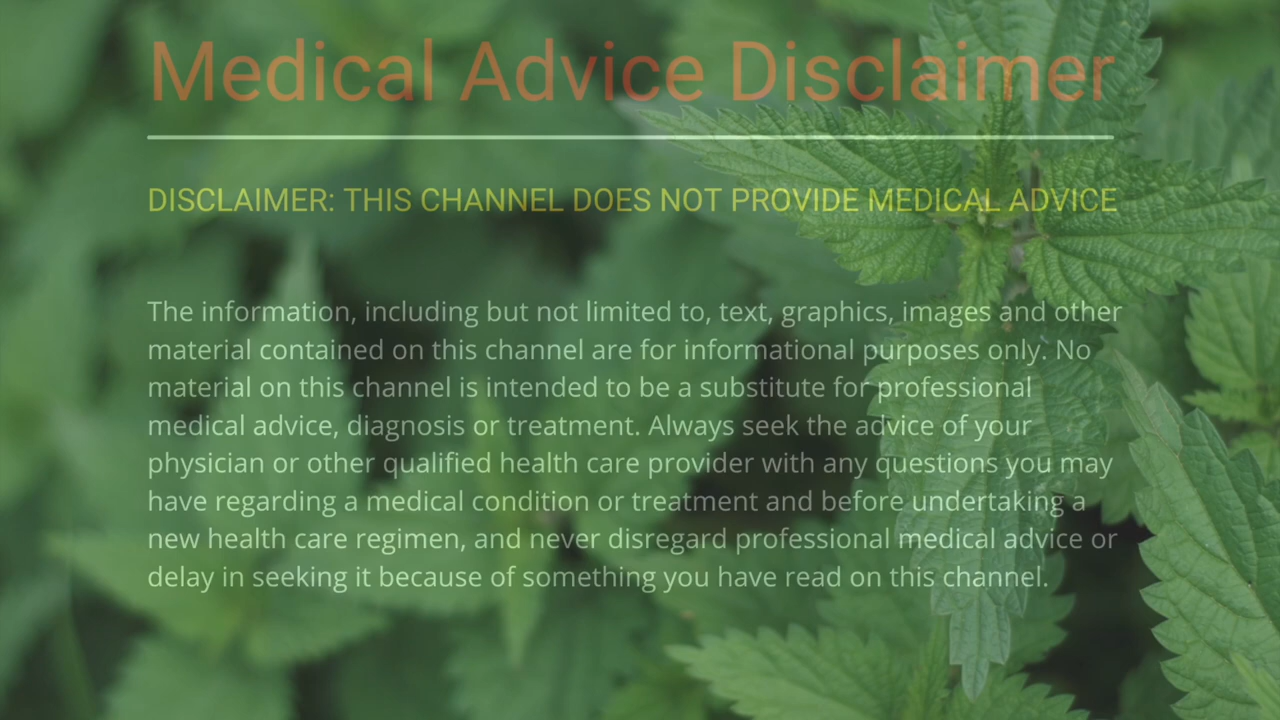 Medical Advice Disclaimer
DISCLAIMER: THIS CHANNEL DOES NOT PROVIDE MEDICAL ADVICE
The information, including but not limited to, text, graphics, images and other
material contained on this channel are for informational purposes only. No
material on this channel is intended to be a substitute for professional
medical advice, diagnosis or treatment. Always seek the advice of your
physician or other qualified health care provider with any questions you may
have regarding a medical condition or treatment and before undertaking a
new health care regimen, and never disregard professional medical advice or
delay in seeking it because of something you have read on this channel.